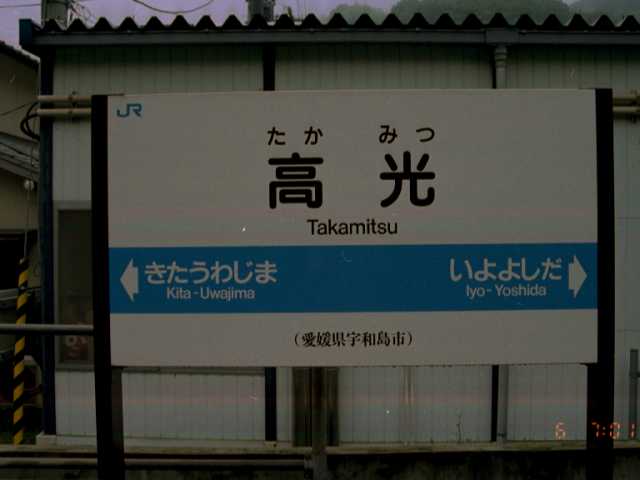 JR
たか みつ
高 光
Takamitsu
きたうわじま いよよしだ
Kita-Uwajima Iyo-Yoshida
(愛媛県宇和島市)
6 7:01